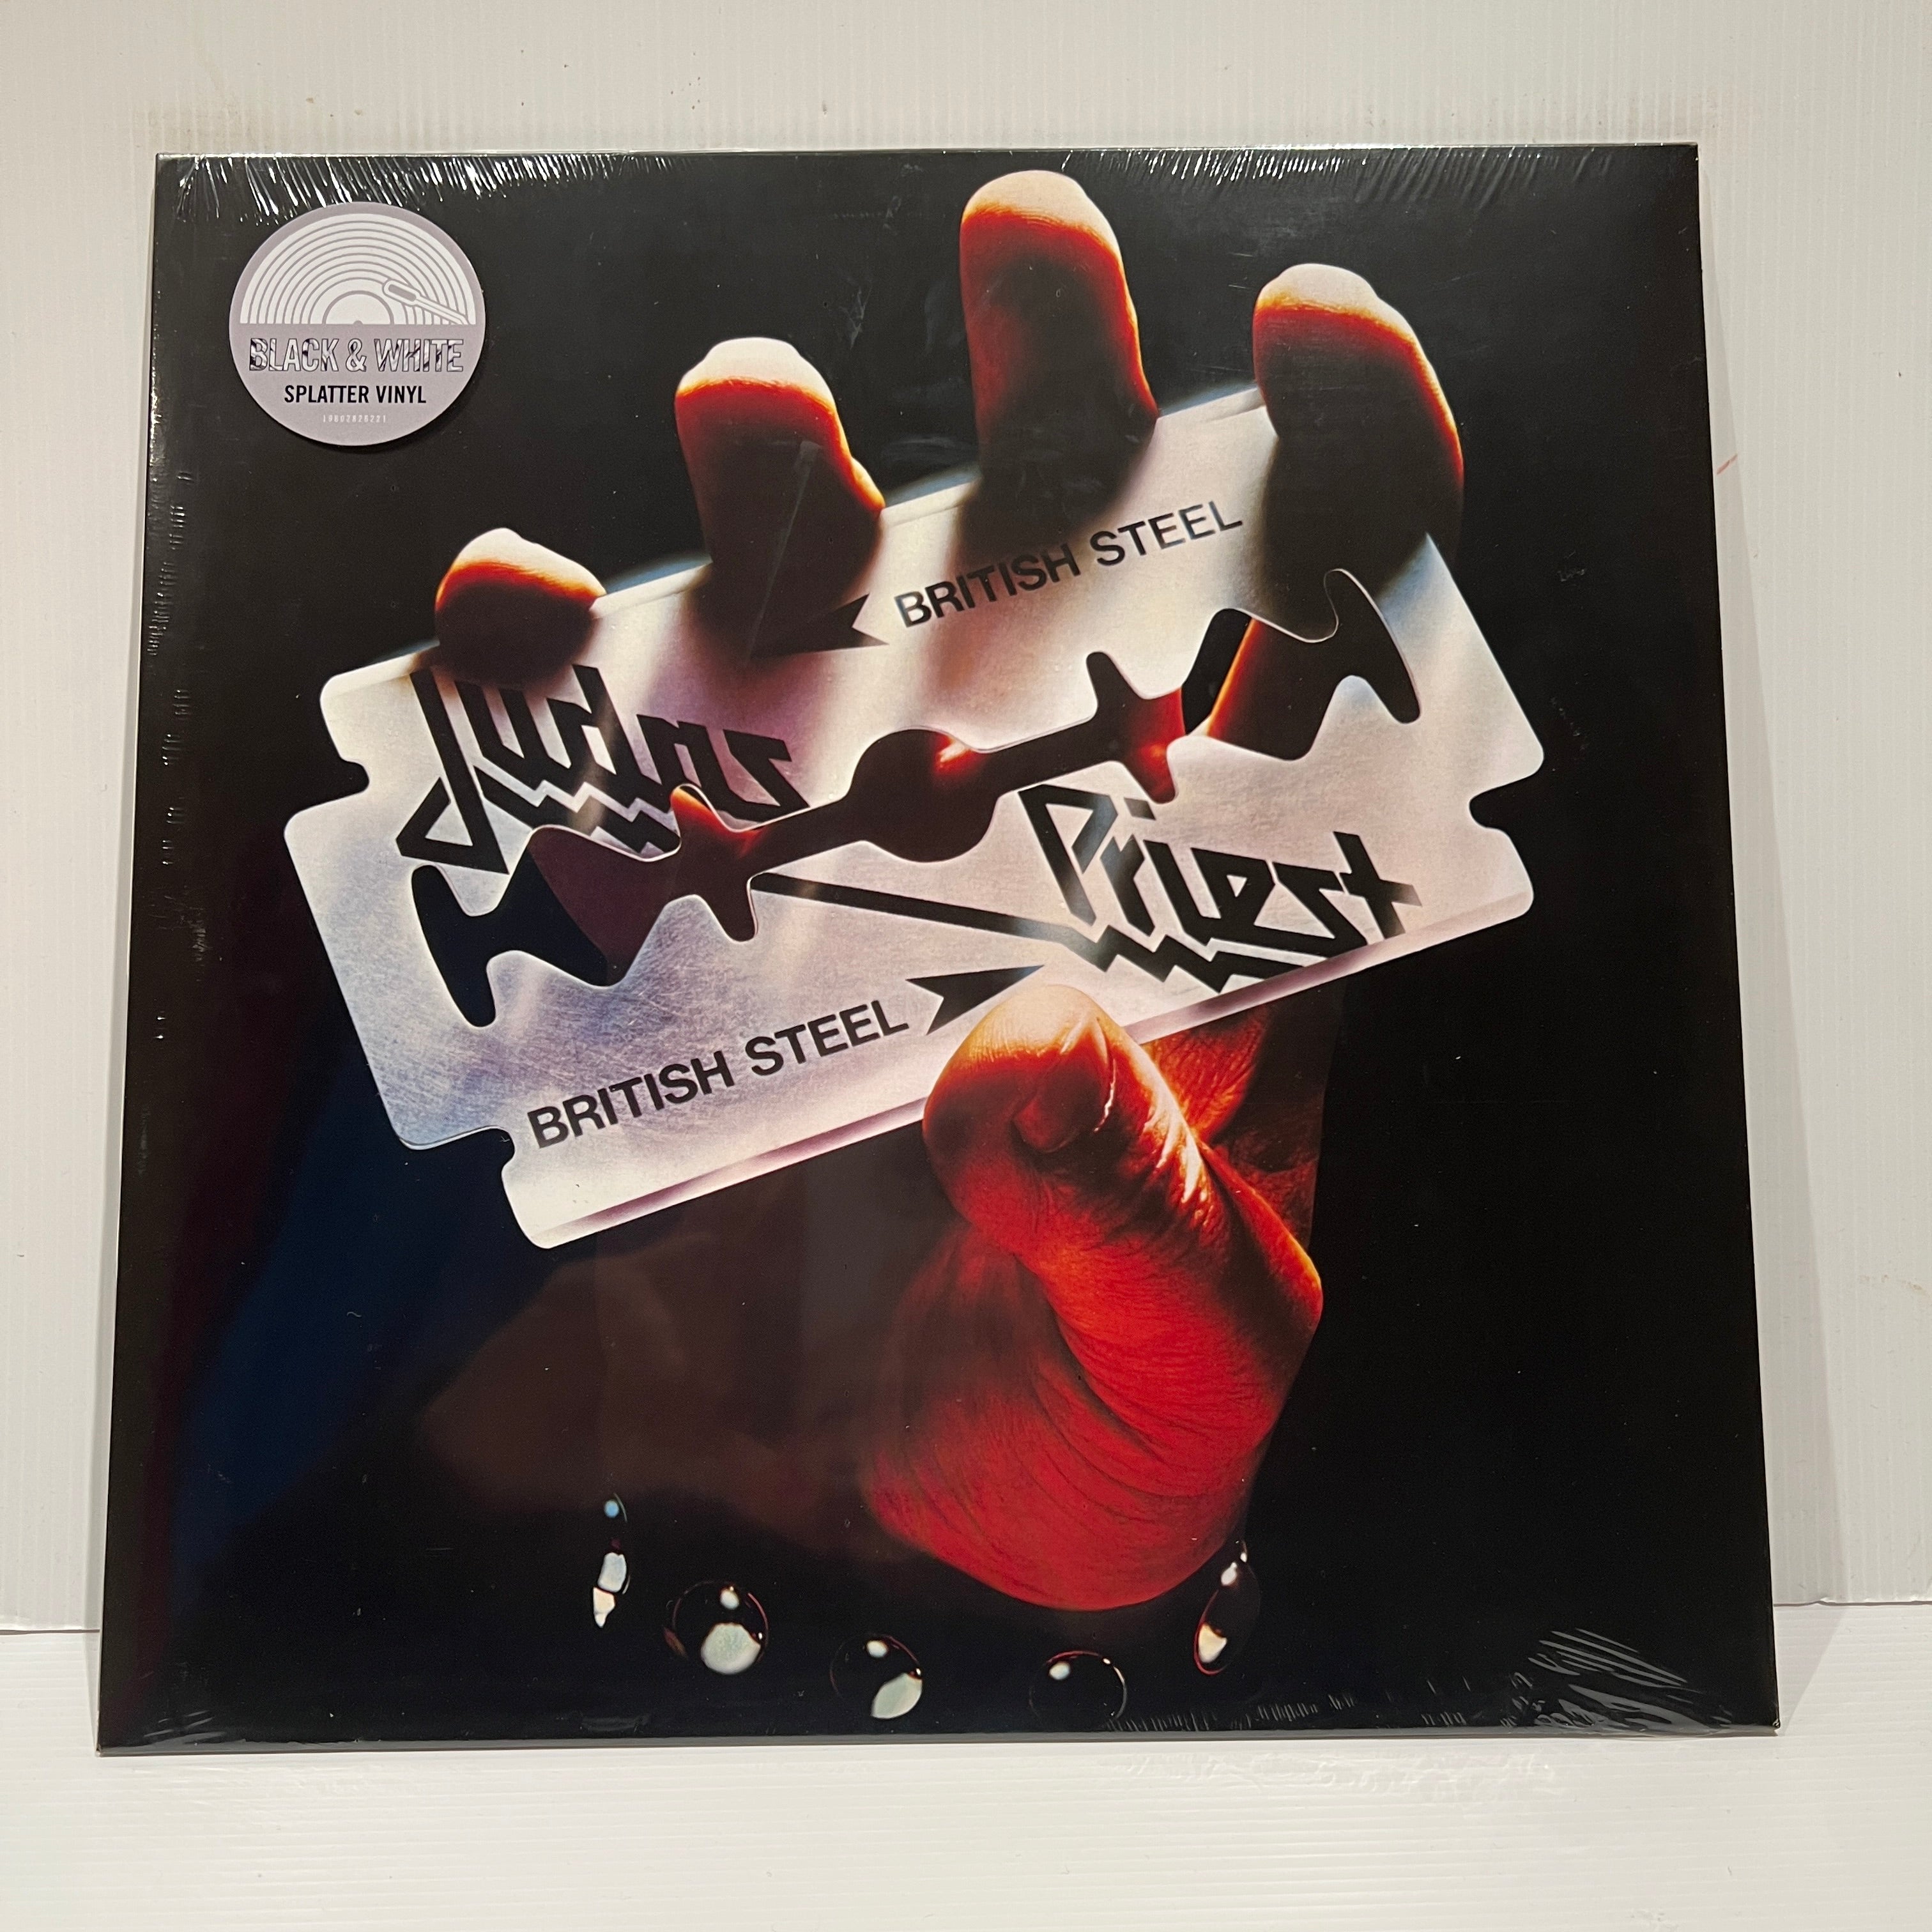 BLACK & WHITE
SPLATTER VINYL
BRITISH STEEL
Judas
Priest
BRITISH STEEL